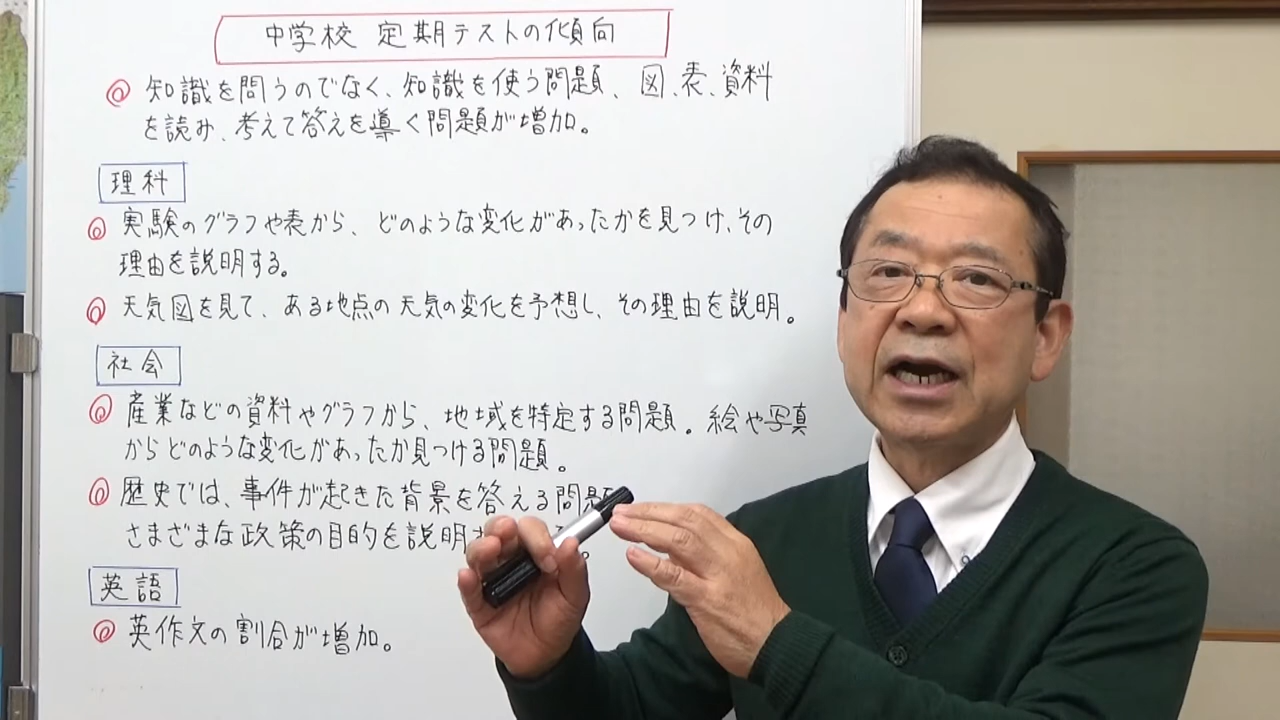 中学校 定期テストの傾向
◎ 知識を問うのでなく、知識を使う問題、図、表、資料
を読み、考えて答えを導く問題が増加。
理科
◎ 実験のグラフや表から、どのような変化があったかを見つけ、その
理由を説明する。
◎ 天気図を見て、ある地点の天気の変化を予想し、その理由を説明。
社会
◎ 産業などの資料やグラフから、地域を特定する問題。絵や写真
からどのような変化があったか見つける問題。
◎ 歴史では、事件が起きた背景を答える問題
さまざまな政策の目的を説明
英語
◎ 英作文の割合が増加。